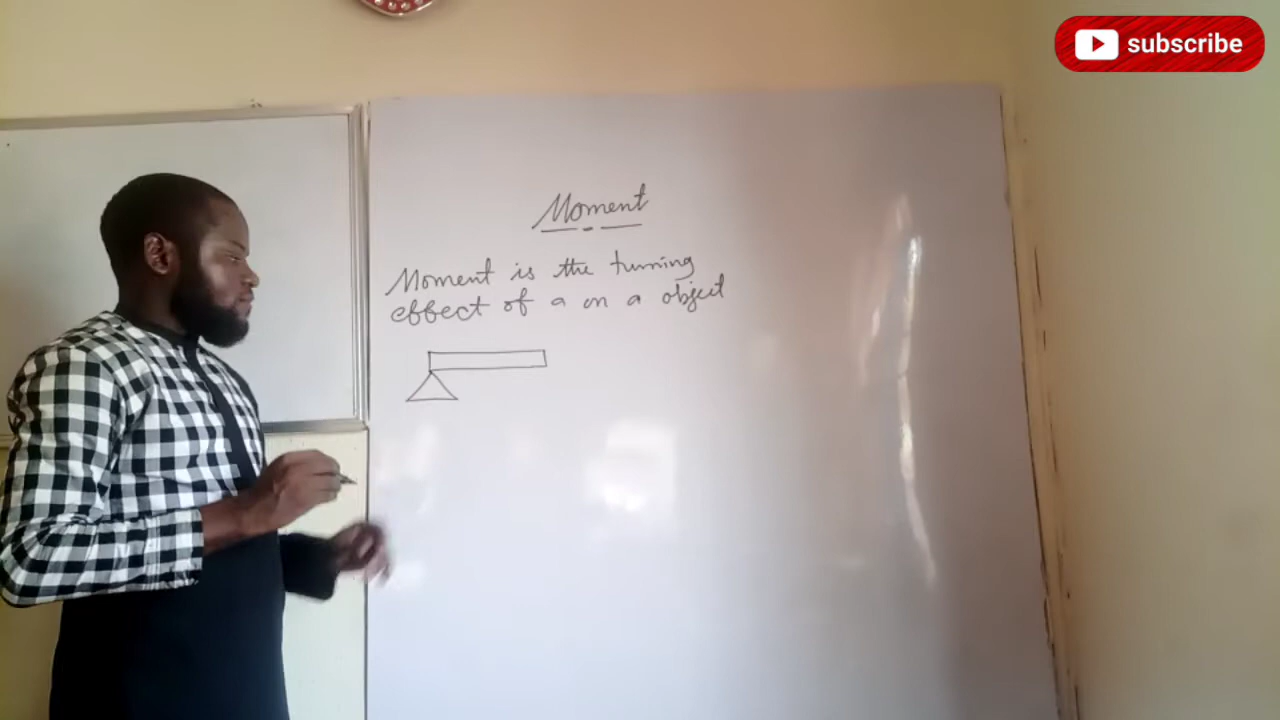 subscribe
Moment
Moment is the turning
effect of a on a object